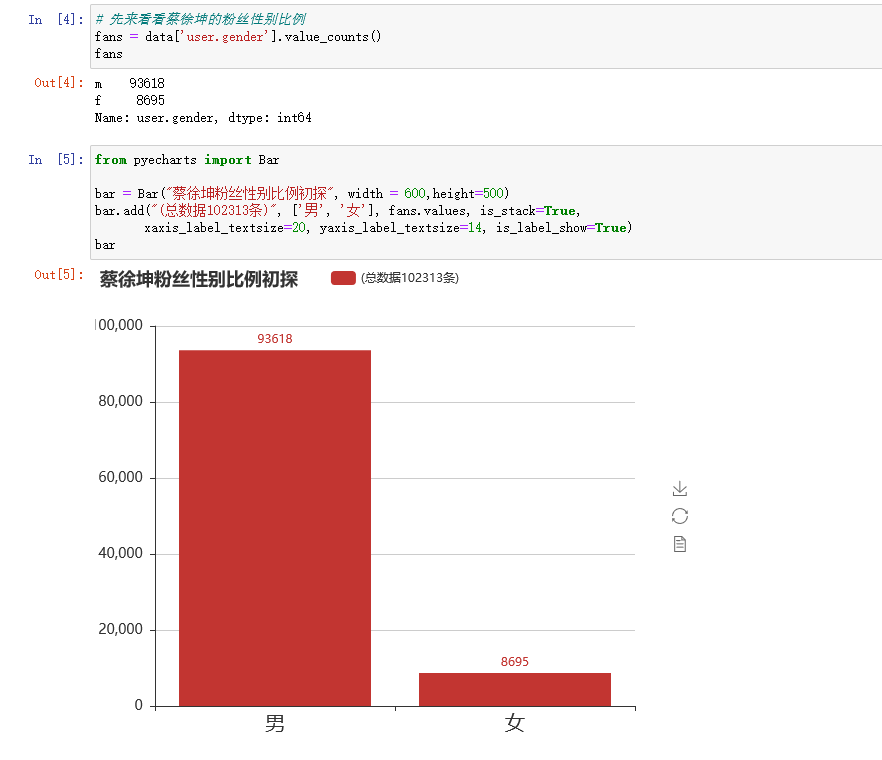 In [4]:
# 先来看看蔡徐坤的粉丝性别比例
fans = data['user.gender'].value_counts()
fans
Out[4]:
m    93618
f     8695
Name: user.gender, dtype: int64
In [5]:
from pyecharts import Bar
bar = Bar("蔡徐坤粉丝性别比例初探", width = 600,height=500)
bar.add("(总数据102313条)", ['男', '女'], fans.values, is_stack=True,
xaxis_label_textsize=20, yaxis_label_textsize=14, is_label_show=True)
bar
Out[5]:
蔡徐坤粉丝性别比例初探
(总数据102313条)
00,000
93618
80,000
60,000
40,000
20,000
8695
0
男 女